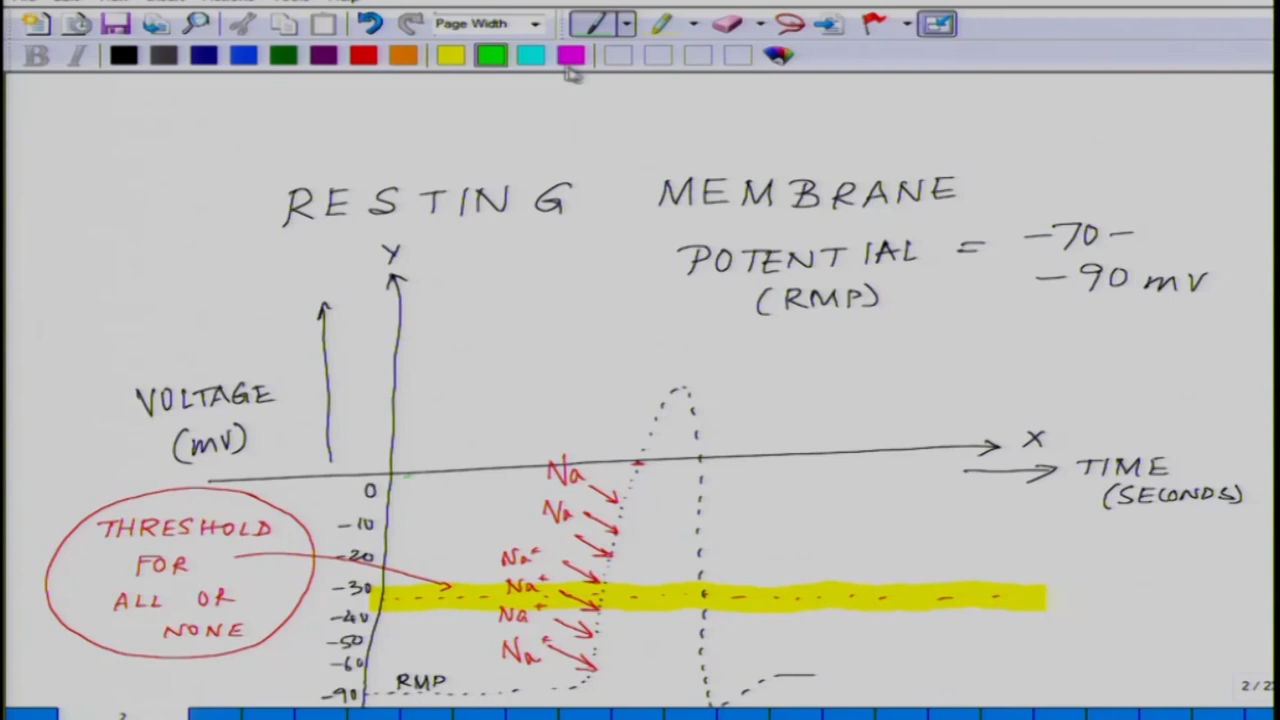 Page Width
B I
RESTING MEMBRANE
POTENTIAL = -70-
-90 mv
(RMP)
Y
VOLTAGE
(mv)
X
TIME
(SECONDS)
0
-10
-20
-30
-40
-50
-60
-90
THRESHOLD
FOR
ALL OR
NONE
Na
Na
Na+
Na+
Na+
Na+
RMP
2